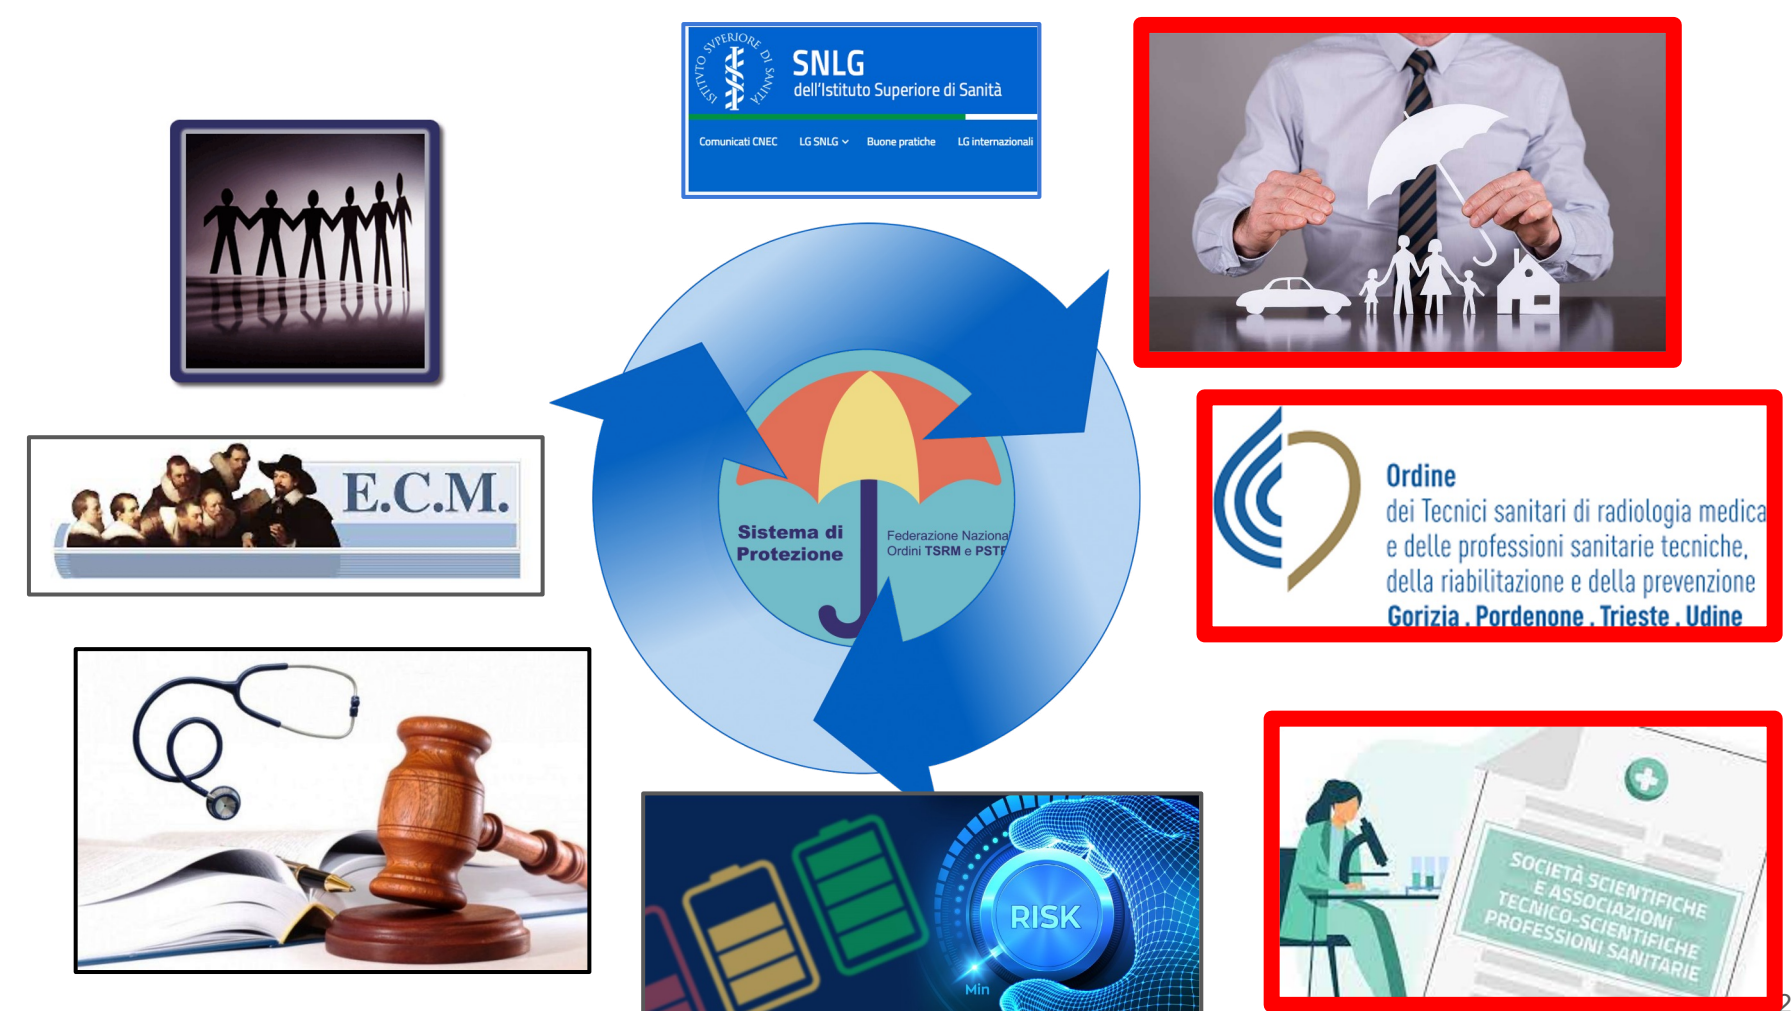 ISTITUTO SUPERIORE DI SANITÀ
SNLG
dell'Istituto Superiore di Sanità
Comunicati CNEC LG SNLG Buone pratiche LG internazionali
E.C.M.
Sistema di
Protezione
Federazione Naziona
Ordini TSRM e PSTR
Ordine
dei Tecnici sanitari di radiologia medica
e delle professioni sanitarie tecniche,
della riabilitazione e della prevenzione
Gorizia . Pordenone . Trieste . Udine
RISK
Min
SOCIETÀ SCIENTIFICHE
E ASSOCIAZIONI
TECNICO-SCIENTIFICHE
PROFESSIONI SANITARIE
2